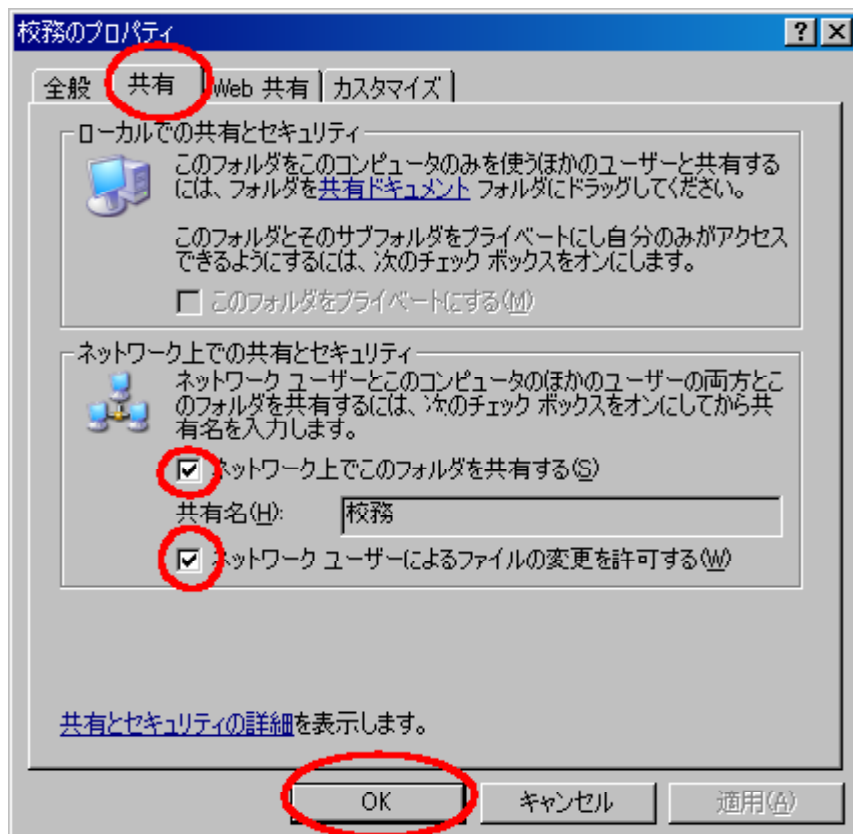 校務のプロパティ
全般 共有 Web 共有 カスタマイズ
ローカルでの共有とセキュリティ
このフォルダをこのコンピュータのみを使うほかのユーザーと共有する
には、フォルダを共有ドキュメント フォルダにドラッグしてください。
このフォルダとそのサブフォルダをプライベートにし自分のみがアクセス
できるようにするには、次のチェック ボックスをオンにします。
このフォルダをプライベートにする(M)
ネットワーク上での共有とセキュリティ
ネットワーク ユーザーとこのコンピュータのほかのユーザーの両方とこ
のフォルダを共有するには、次のチェック ボックスをオンにしてから共
有名を入力します。
ネットワーク上でこのフォルダを共有する(S)
共有名(H): 校務
ネットワーク ユーザーによるファイルの変更を許可する(W)
共有とセキュリティの詳細を表示します。
OK キャンセル 適用(A)